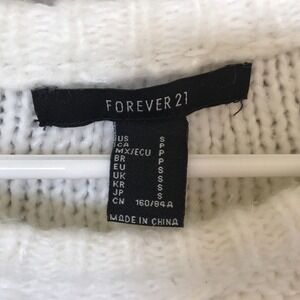 FOREVER 21
US S
CA P
MX/ECU P
BR P
EU S
UK S
KR S
JP S
CN 160/84A
MADE IN CHINA